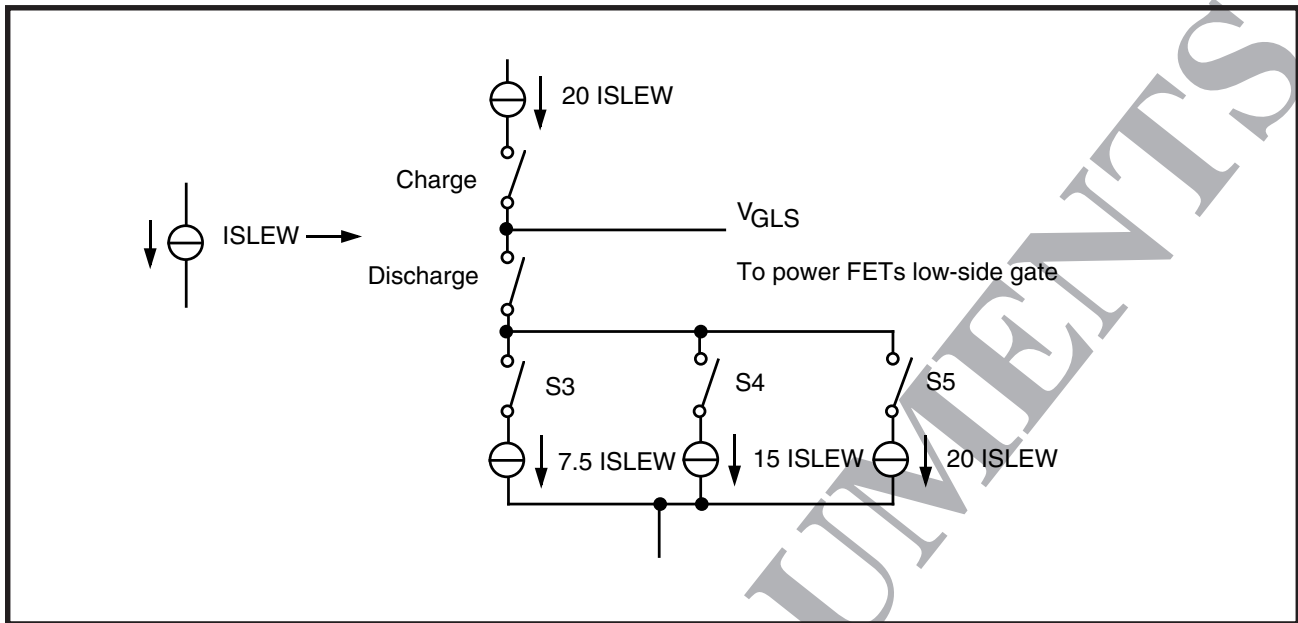 20 ISLEW
Charge
VGLS
ISLEW
Discharge
To power FETs low-side gate
S3
S4
S5
7.5 ISLEW
15 ISLEW
20 ISLEW
UMENTS